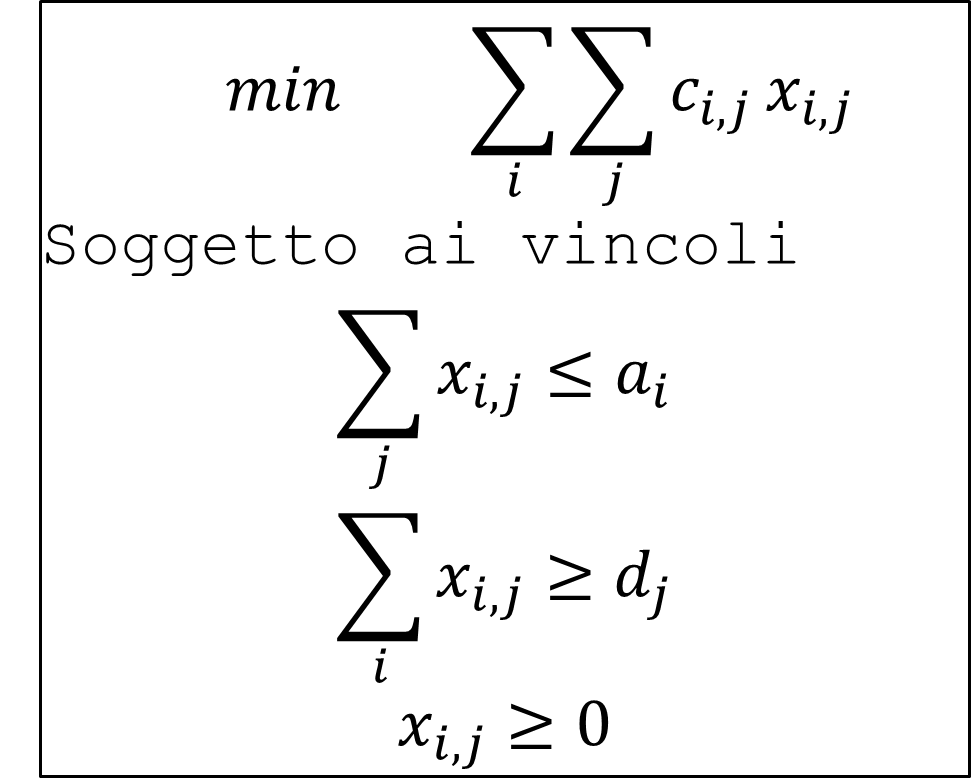 min ∑_i ∑_j c_{i,j} x_{i,j}
Soggetto ai vincoli
∑_j x_{i,j} ≤ a_i
∑_i x_{i,j} ≥ d_j
x_{i,j} ≥ 0